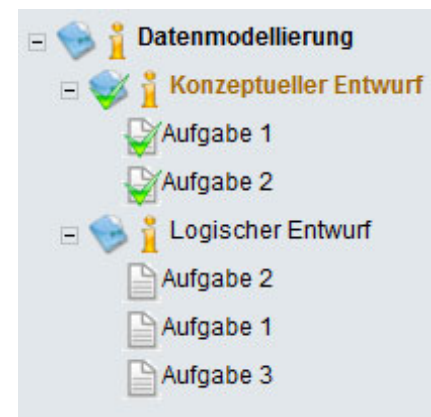 Datenmodellierung
Konzeptueller Entwurf
Aufgabe 1
Aufgabe 2
Logischer Entwurf
Aufgabe 2
Aufgabe 1
Aufgabe 3